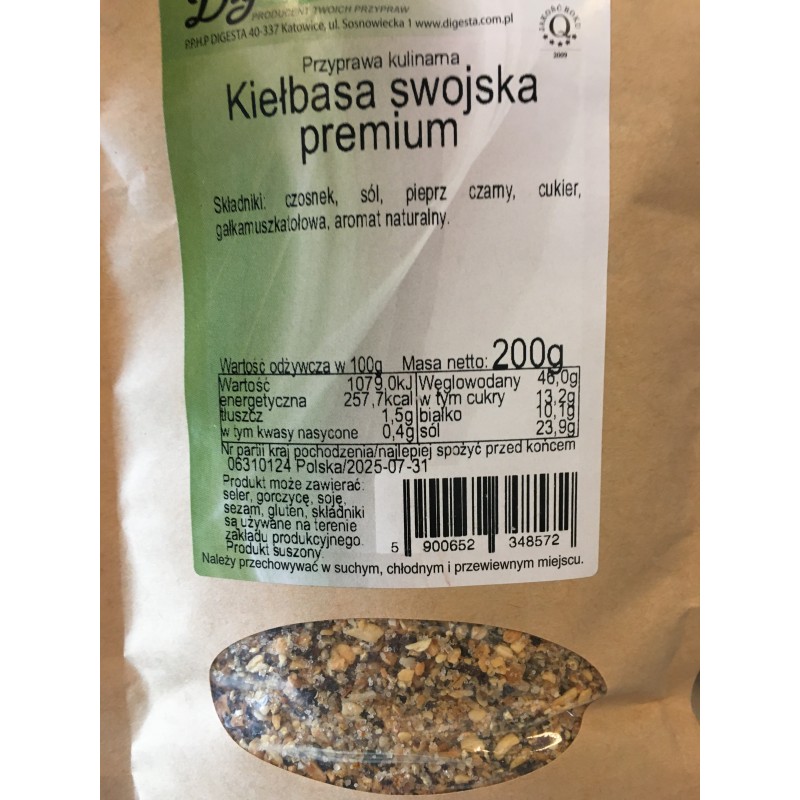 PRODUCENT TWOICH PRZYPRAW
P.P.H.P DIGESTA 40-337 Katowice, ul. Sosnowiecka 1 www.digesta.com.pl
JAKOŚĆ ROKU
Q
2009
Przyprawa kulinarna
Kiełbasa swojska
premium
Składniki: czosnek, sól, pieprz czarny, cukier,
gałkamuszkatołowa, aromat naturalny.
Wartość odżywcza w 100g Masa netto: 200g
Wartość 1079,0kJ Węglowodany 46,0g
energetyczna 257,7kcal w tym cukry 13,2g
tłuszcz 1,5g białko 10,1g
w tym kwasy nasycone 0,4g sól 23,9g
Nr partii kraj pochodzenia/najlepiej spożyć przed końcem
06310124 Polska/2025-07-31
Produkt może zawierać:
seler, gorczycę, soję,
sezam, gluten, składniki
są używane na terenie
zakładu produkcyjnego.
Produkt suszony.
5 900652 348572
Należy przechowywać w suchym, chłodnym i przewiewnym miejscu.